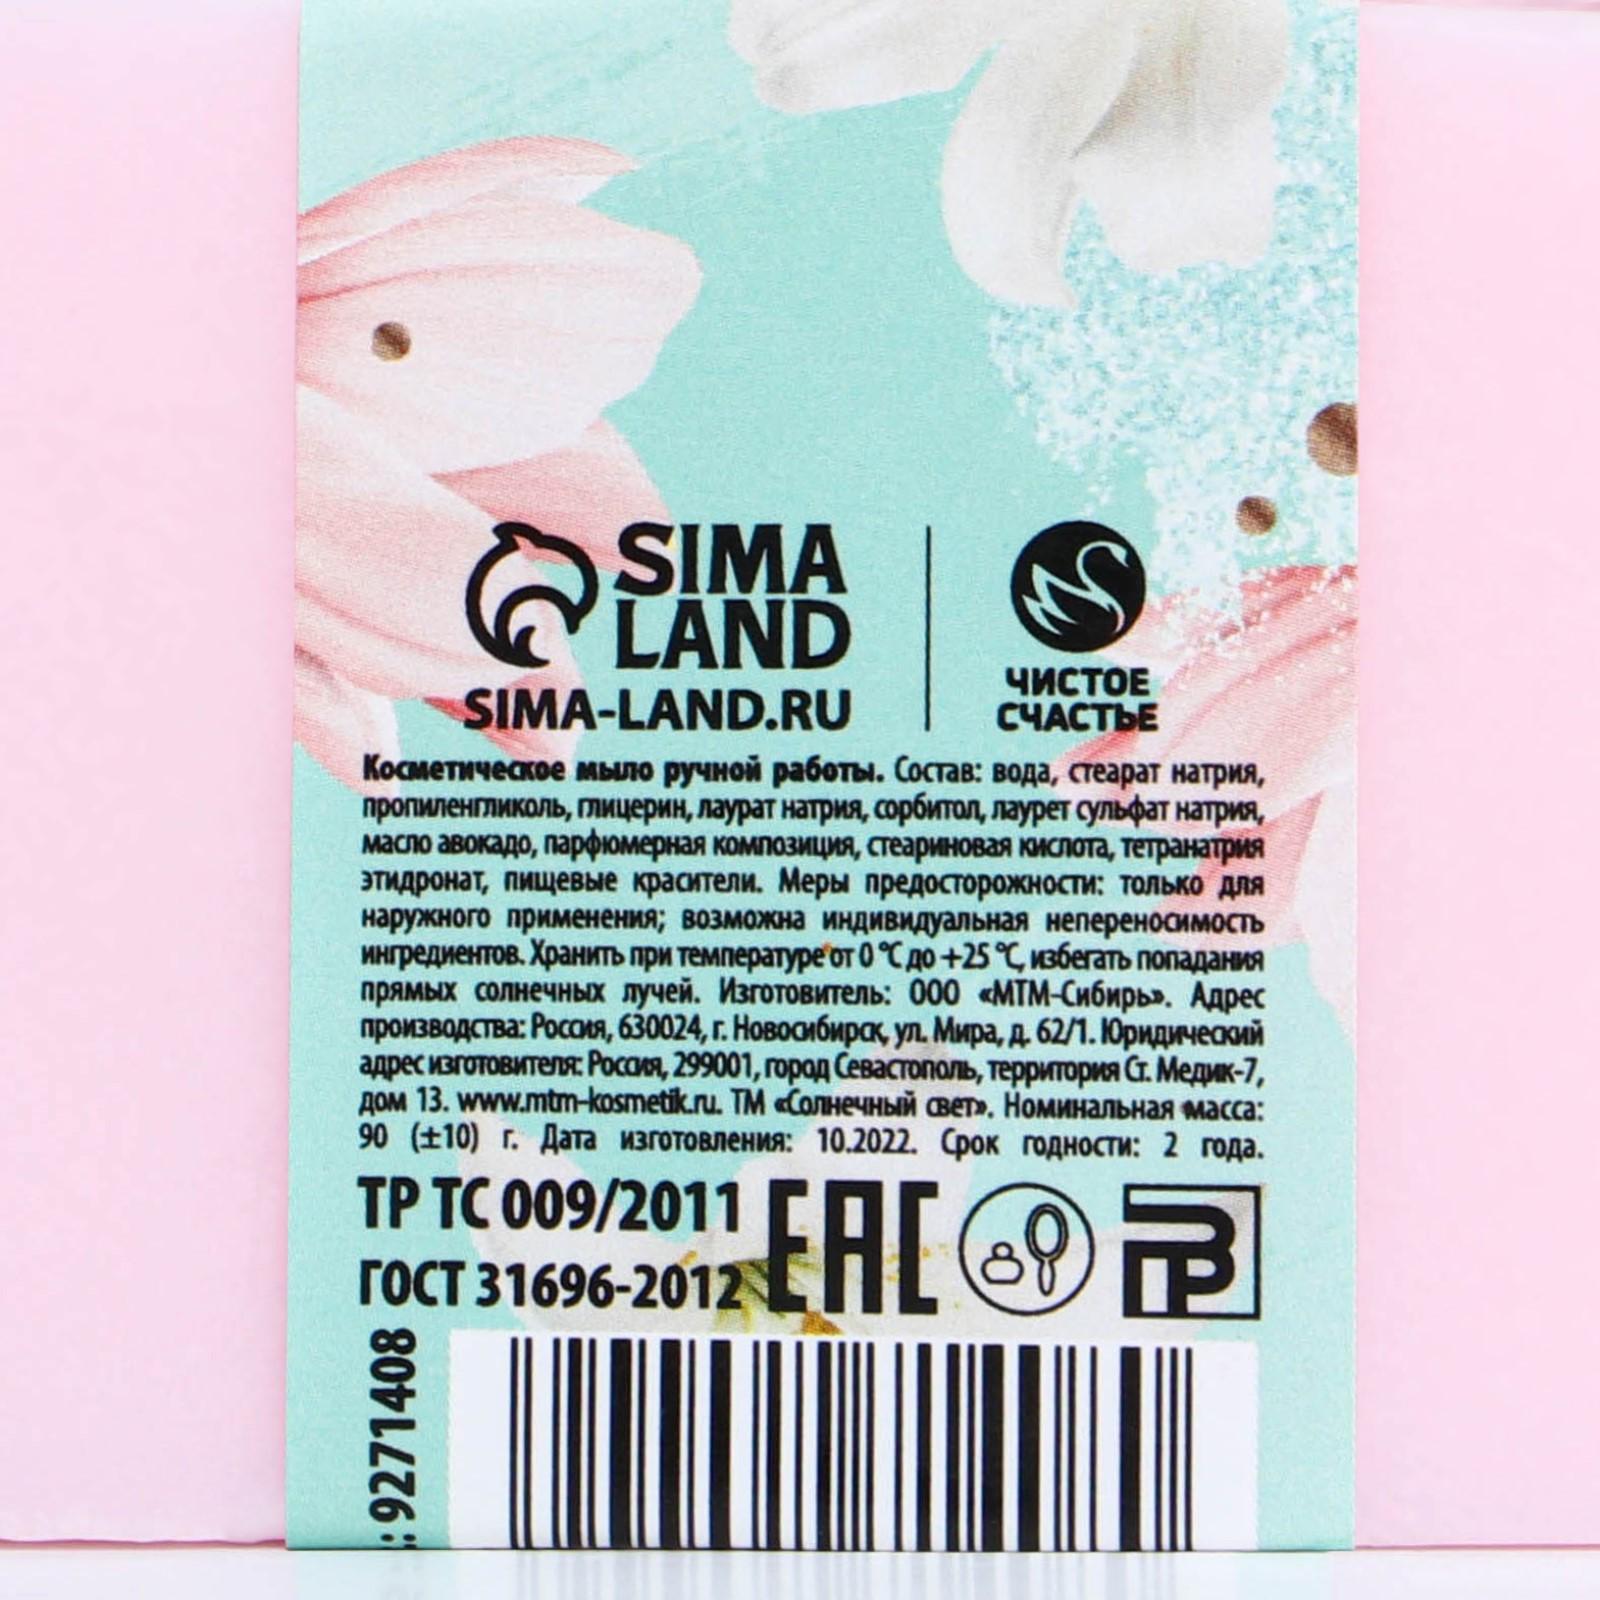 SIMA
LAND
SIMA-LAND.RU
ЧИСТОЕ
СЧАСТЬЕ
Косметическое мыло ручной работы. Состав: вода, стеарат натрия,
пропиленгликоль, глицерин, лаурат натрия, сорбитол, лаурет сульфат натрия,
масло авокадо, парфюмерная композиция, стеариновая кислота, тетранатрия
этидронат, пищевые красители. Меры предосторожности: только для
наружного применения; возможна индивидуальная непереносимость
ингредиентов. Хранить при температуре от 0 °C до +25 °C, избегать попадания
прямых солнечных лучей. Изготовитель: ООО «МТМ-Сибирь». Адрес
производства: Россия, 630024, г. Новосибирск, ул. Мира, д. 62/1. Юридический
адрес изготовителя: Россия, 299001, город Севастополь, территория Ст. Медик-7,
дом 13. www.mtm-kosmetik.ru. ТМ «Солнечный свет». Номинальная масса:
90 (±10) г. Дата изготовления: 10.2022. Срок годности: 2 года.
ТР ТС 009/2011
ГОСТ 31696-2012
EAC
9271408